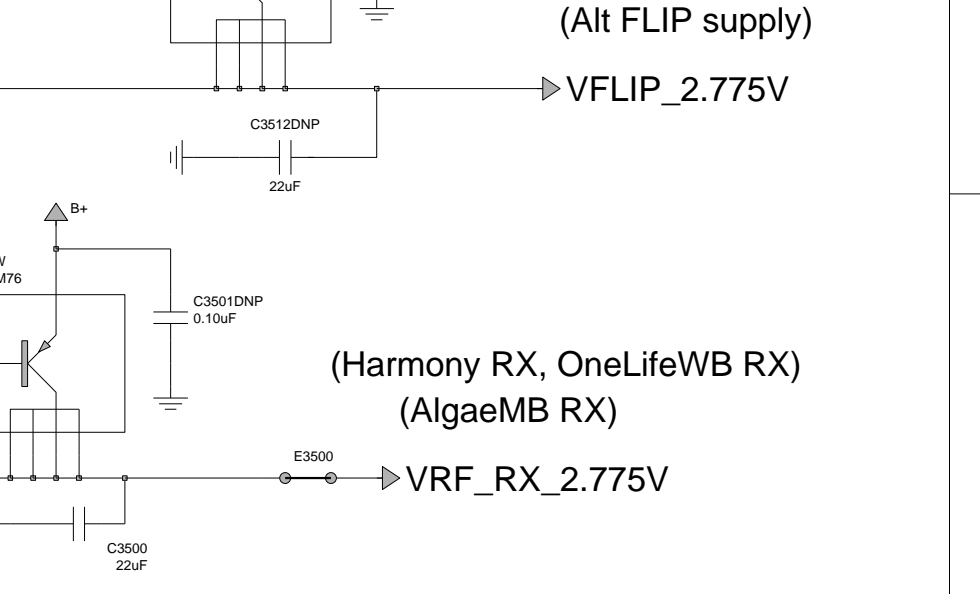 (Alt FLIP supply)
VFLIP_2.775V
C3512DNP
22uF
B+
M76
C3501DNP
0.10uF
(Harmony RX, OneLifeWB RX)
(AlgaeMB RX)
E3500
VRF_RX_2.775V
C3500
22uF